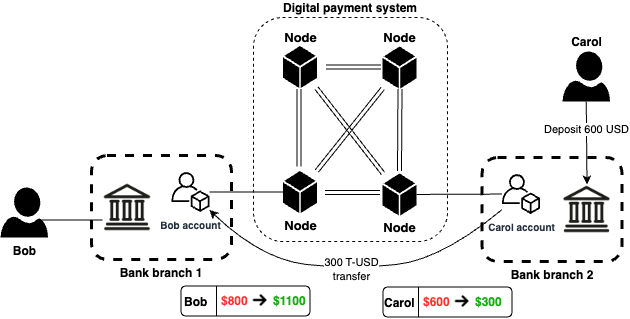 Digital payment system
Node
Node
Carol
Deposit 600 USD
Node
Node
Bob account
Carol account
Bob
Bank branch 1
300 T-USD
transfer
Bank branch 2
Bob $800 → $1100
Carol $600 → $300